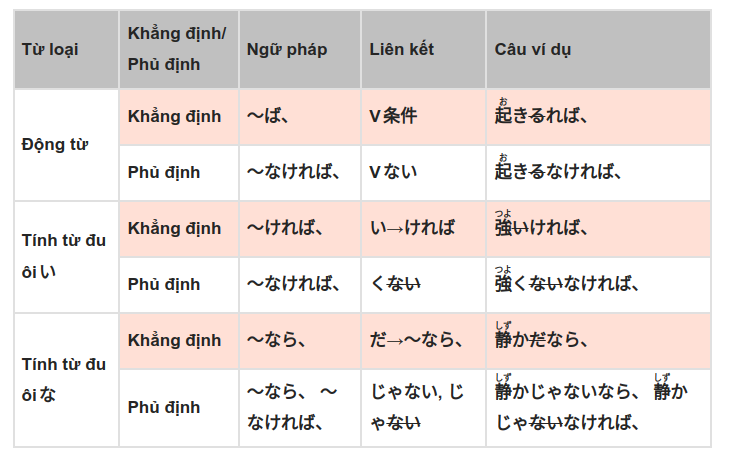 Từ loại
Khẳng định/
Phủ định
Ngữ pháp
Liên kết
Câu ví dụ
Động từ
Khẳng định
～ば、
V条件
起きるれば、
お
Phủ định
～なければ、
Vない
起きるなければ、
お
Tính từ đu
ôi い
Khẳng định
～ければ、
い→ければ
強いければ、
つよ
Phủ định
～なければ、
くない
強くないなければ、
つよ
Tính từ đu
ôi な
Khẳng định
～なら、
だ→～なら、
静かだなら、
しず
Phủ định
～なら、 ～
なければ、
じゃない, じ
ゃない
静かじゃないなら、 静か
しず しず
じゃないなければ、